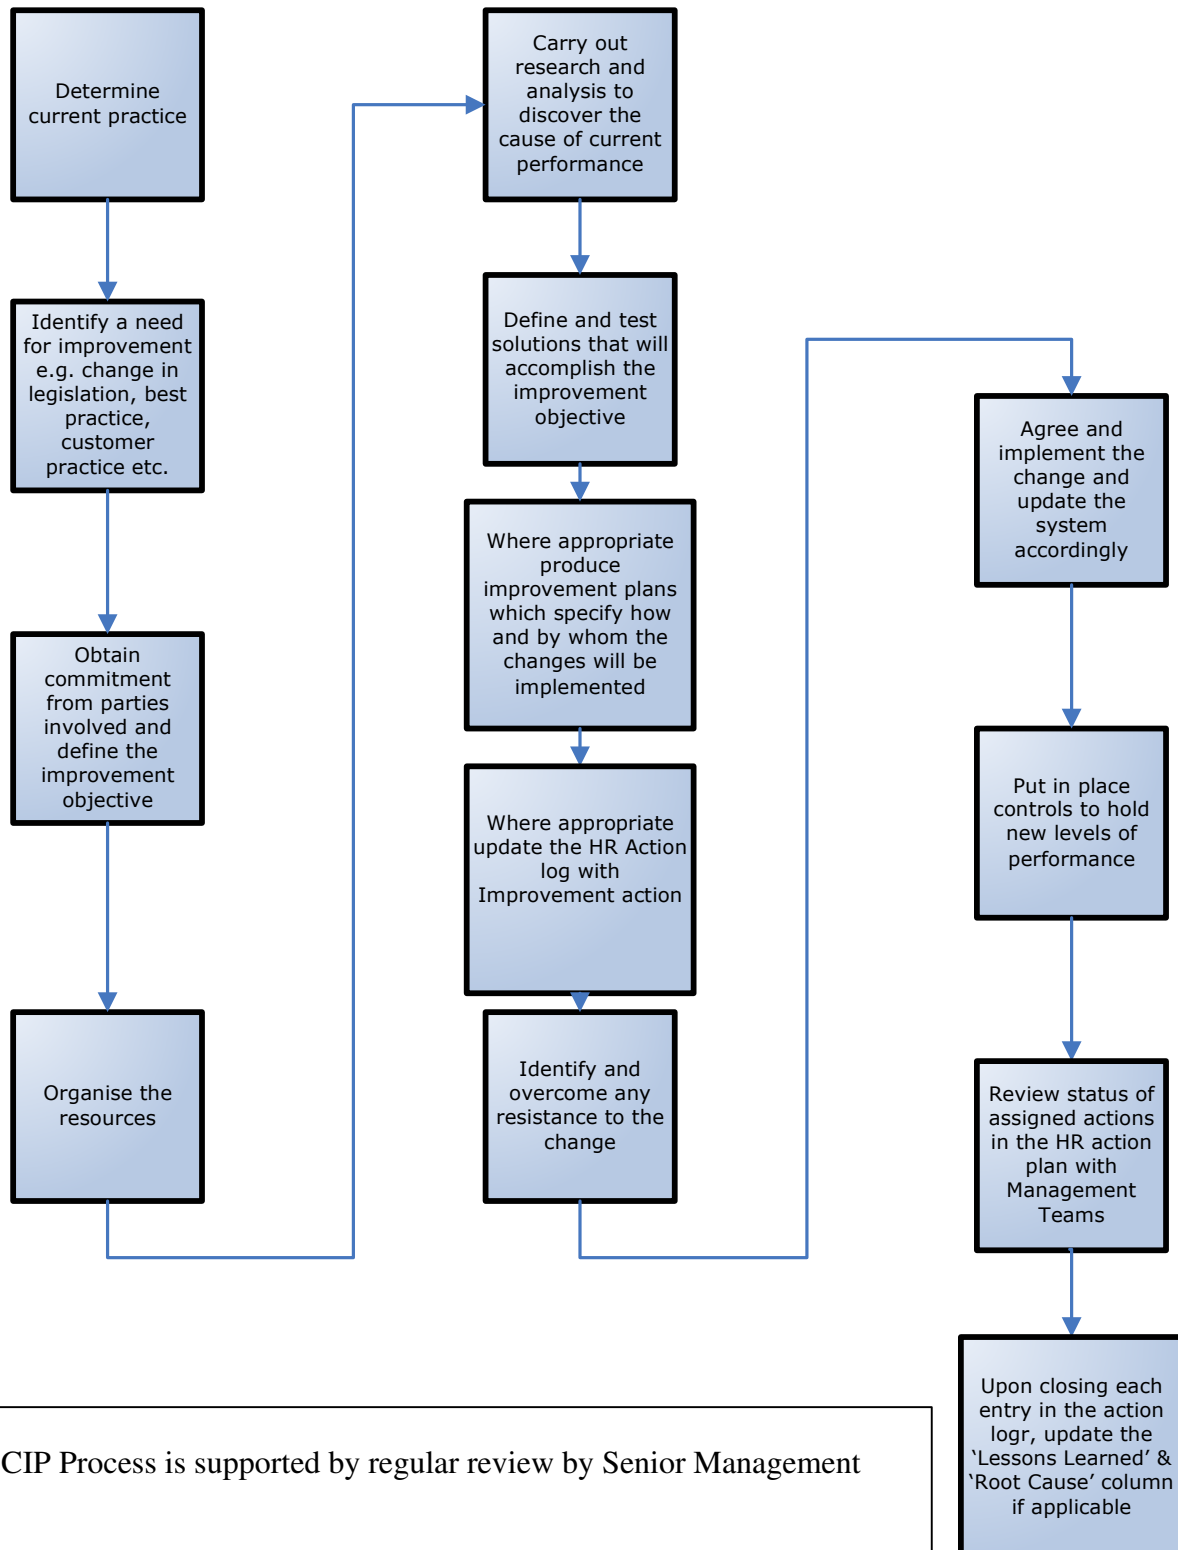 Determine
current practice
Identify a need
for improvement
e.g. change in
legislation, best
practice,
customer
practice etc.
Obtain
commitment
from parties
involved and
define the
improvement
objective
Organise the
resources
Carry out
research and
analysis to
discover the
cause of current
performance
Define and test
solutions that will
accomplish the
improvement
objective
Where appropriate
produce
improvement plans
which specify how
and by whom the
changes will be
implemented
Where appropriate
update the HR Action
log with
Improvement action
Identify and
overcome any
resistance to the
change
Agree and
implement the
change and
update the
system
accordingly
Put in place
controls to hold
new levels of
performance
Review status of
assigned actions
in the HR action
plan with
Management
Teams
Upon closing each
entry in the action
logr, update the
‘Lessons Learned’ &
‘Root Cause’ column
if applicable
CIP Process is supported by regular review by Senior Management